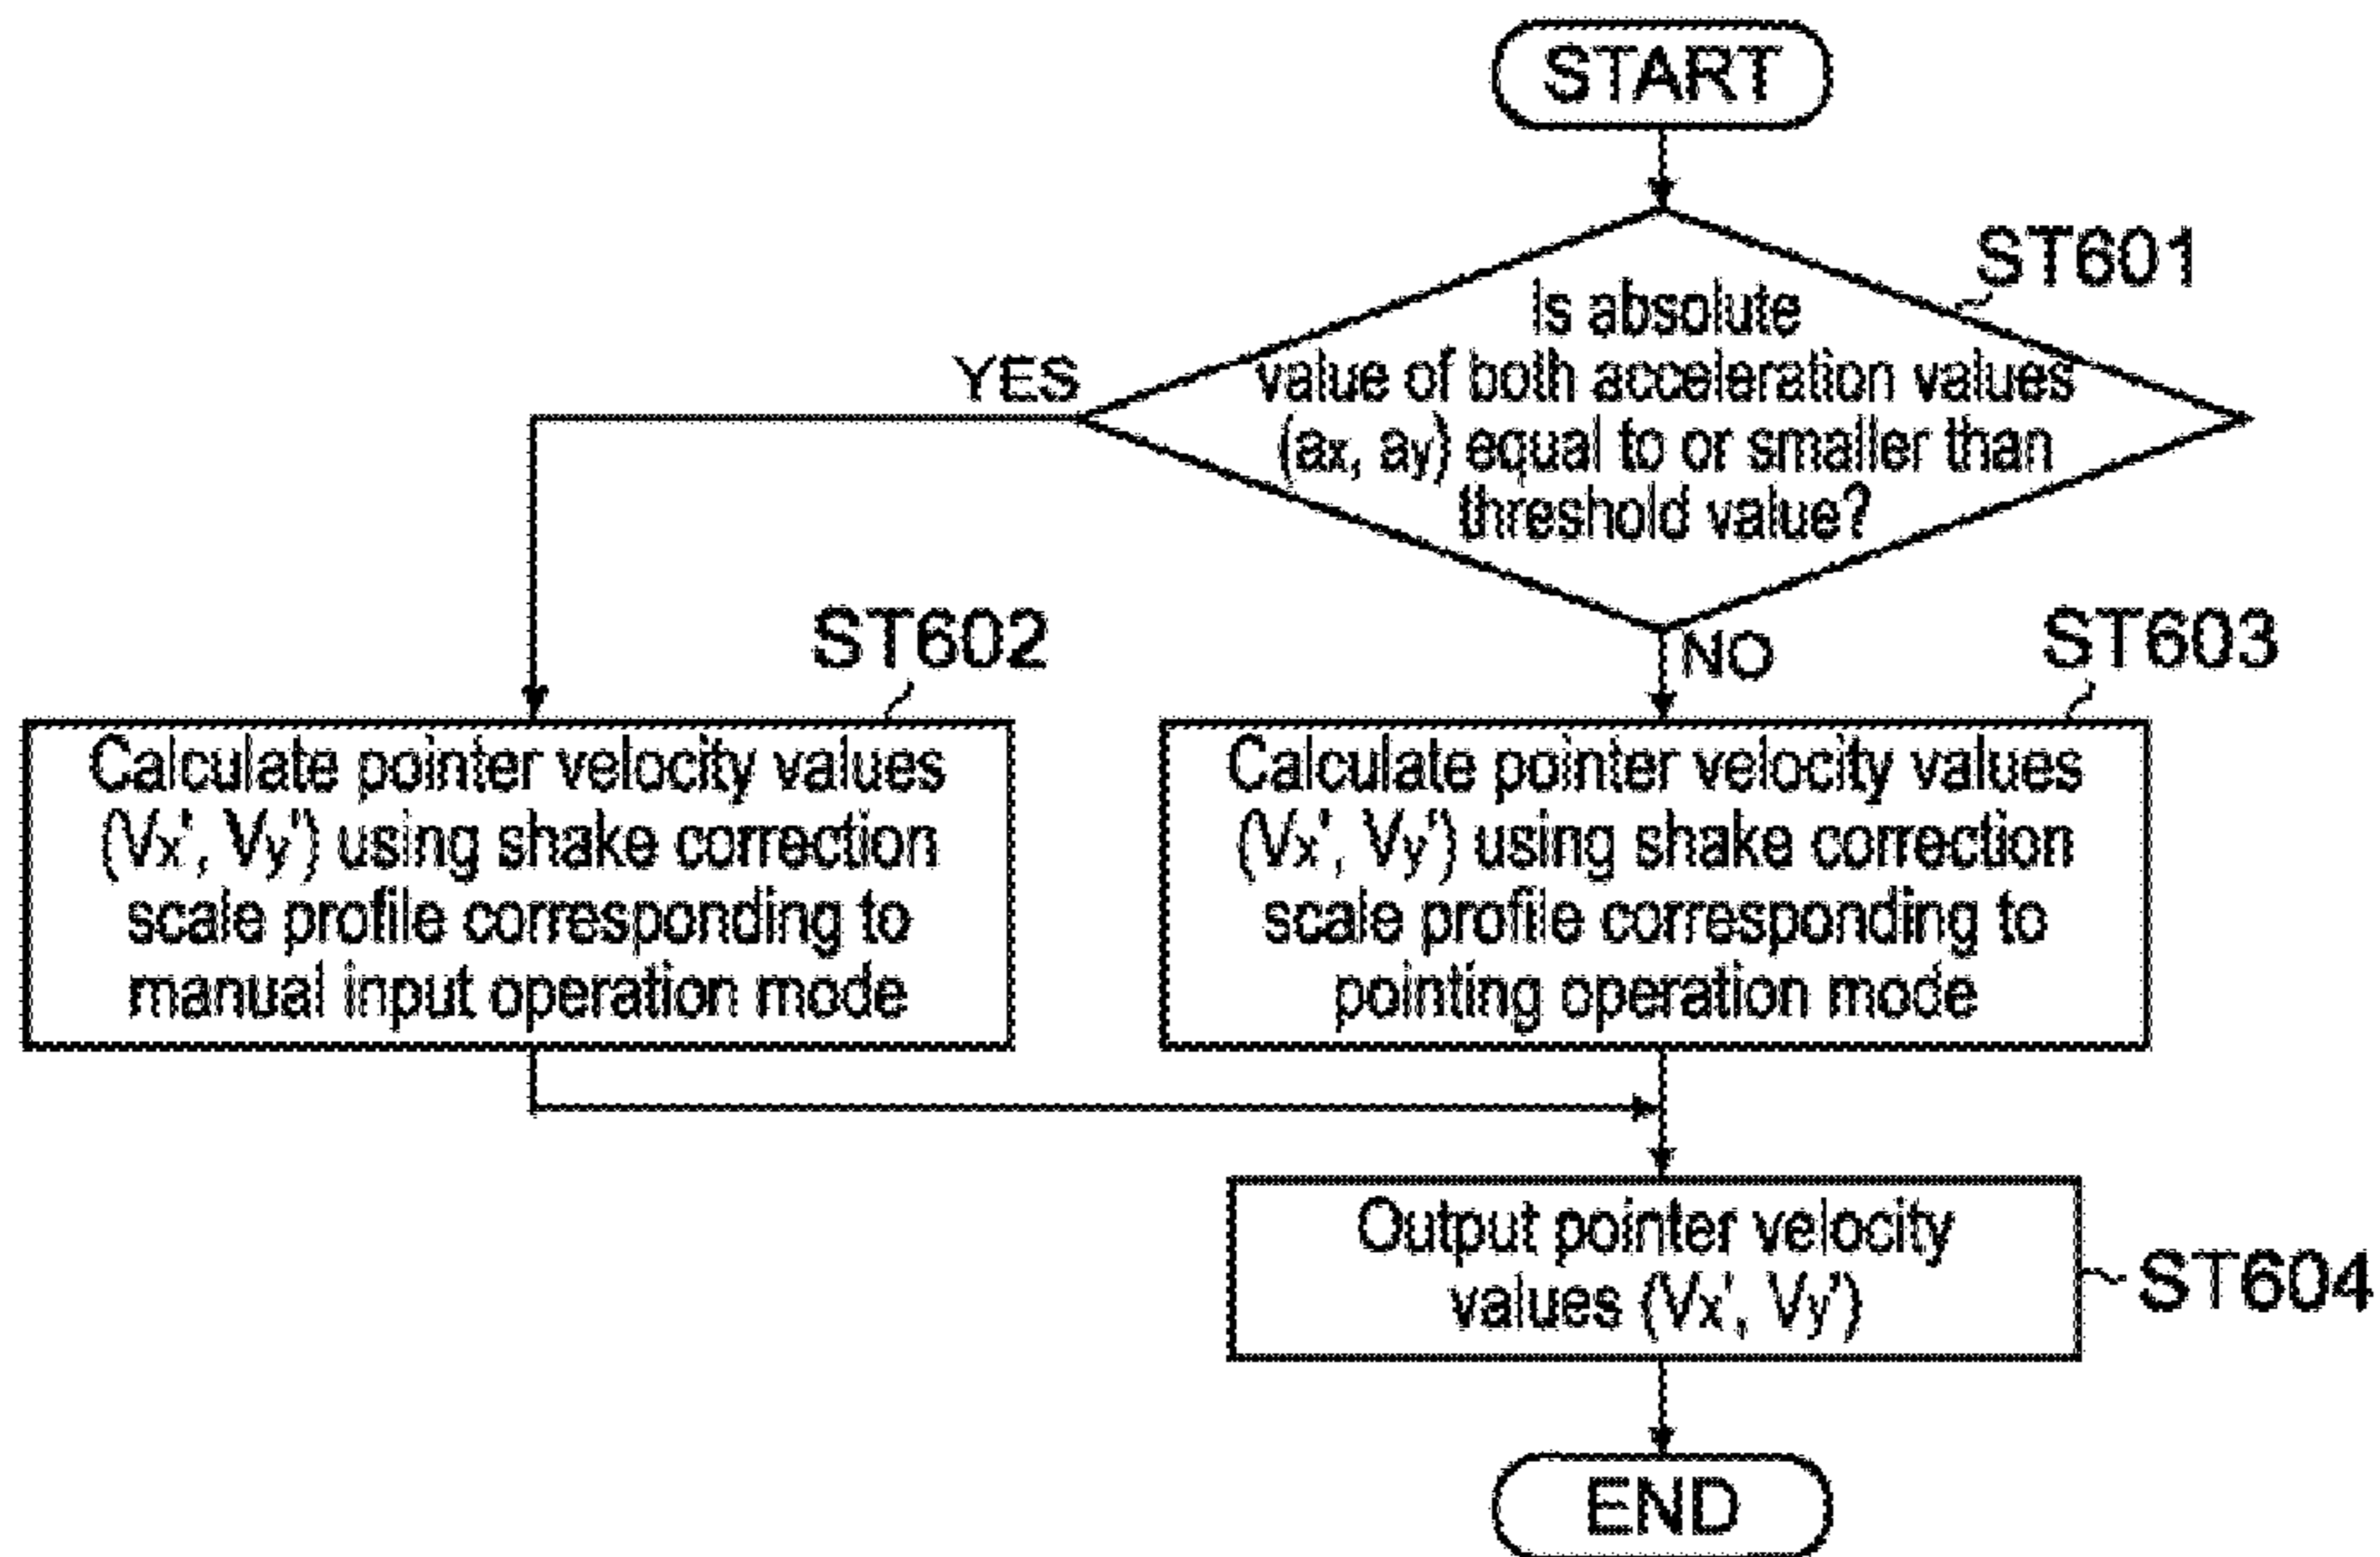 START
ST601
Is absolute
value of both acceleration values
(ax, ay) equal to or smaller than
threshold value?
YES
NO
ST602
Calculate pointer velocity values
(Vx', Vy') using shake correction
scale profile corresponding to
manual input operation mode
ST603
Calculate pointer velocity values
(Vx', Vy') using shake correction
scale profile corresponding to
pointing operation mode
Output pointer velocity
values (Vx', Vy')
ST604
END